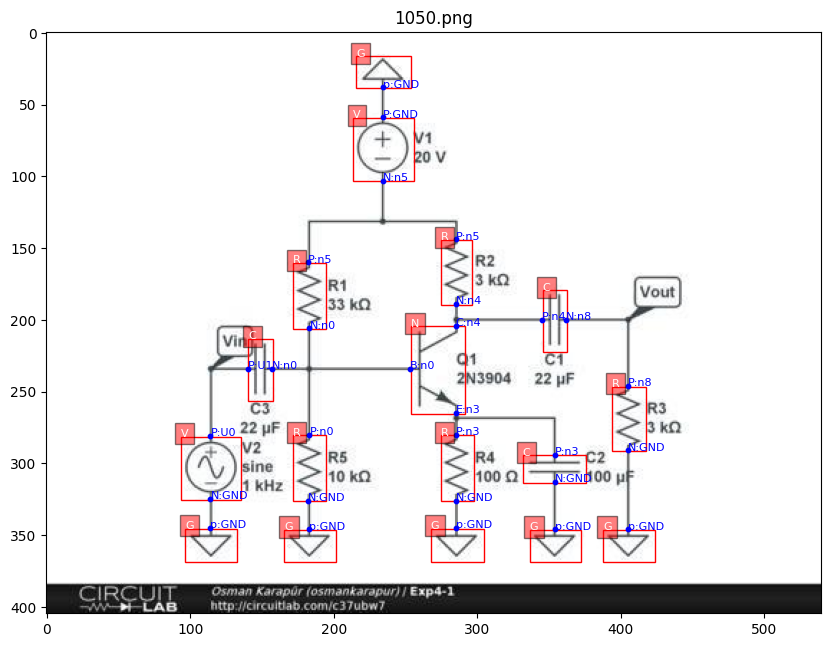 1050.png
0
50
100
150
200
250
300
350
400
0
100
200
300
400
500
G
p:GND
V
P:GND
V1
20 V
N:n5
R
P:n5
R1
33 kΩ
N:n0
R
P:n5
R2
3 kΩ
N:n4
N
C:n4
B:n0
E:n3
Q1
2N3904
C
P:n4
N:n8
C1
22 µF
Vout
Vin
C
P:U1
N:n0
C3
22 µF
V
P:U0
V2
sine
1 kHz
N:GND
R
P:n0
R5
10 kΩ
N:GND
R
P:n3
R4
100 Ω
N:GND
C
P:n3
C2
100 µF
N:GND
R
P:n8
R3
3 kΩ
N:GND
G
p:GND
G
p:GND
G
p:GND
G
p:GND
G
p:GND
CIRCUIT
LAB
Osman Karapür (osmankarapur) / Exp4-1
http://circuitlab.com/c37ubw7